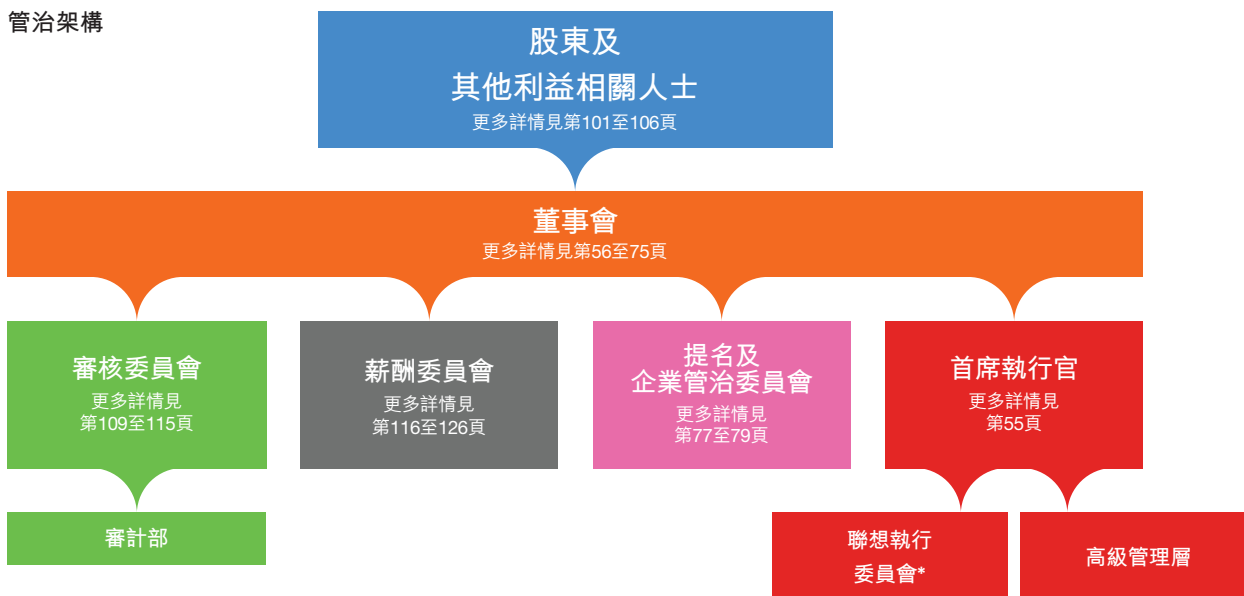 管治架構
股東及
其他利益相關人士
更多詳情見第101至106頁
董事會
更多詳情見第56至75頁
審核委員會
更多詳情見
第109至115頁
薪酬委員會
更多詳情見
第116至126頁
提名及
企業管治委員會
更多詳情見
第77至79頁
首席執行官
更多詳情見
第55頁
審計部
聯想執行
委員會*
高級管理層